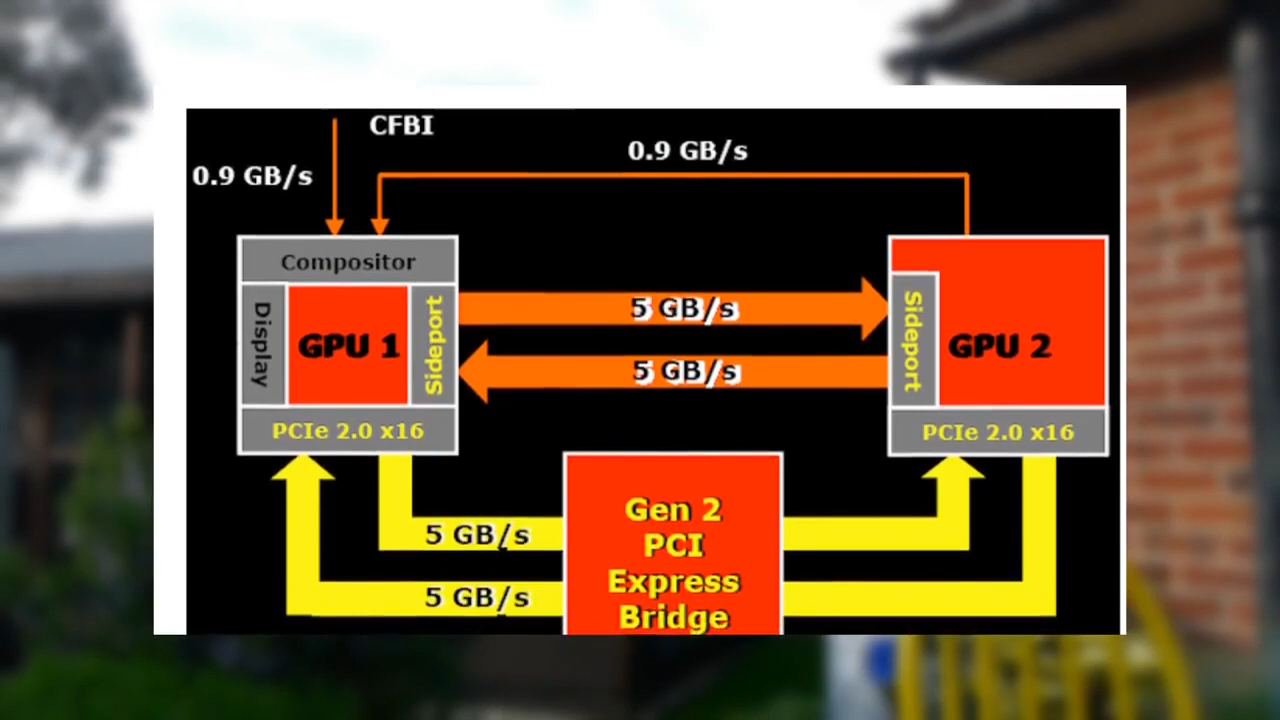 CFBI
0.9 GB/s
0.9 GB/s
Compositor
Display
GPU 1
Sideport
5 GB/s
5 GB/s
Sideport
GPU 2
PCIe 2.0 x16
PCIe 2.0 x16
5 GB/s
5 GB/s
Gen 2
PCI
Express
Bridge